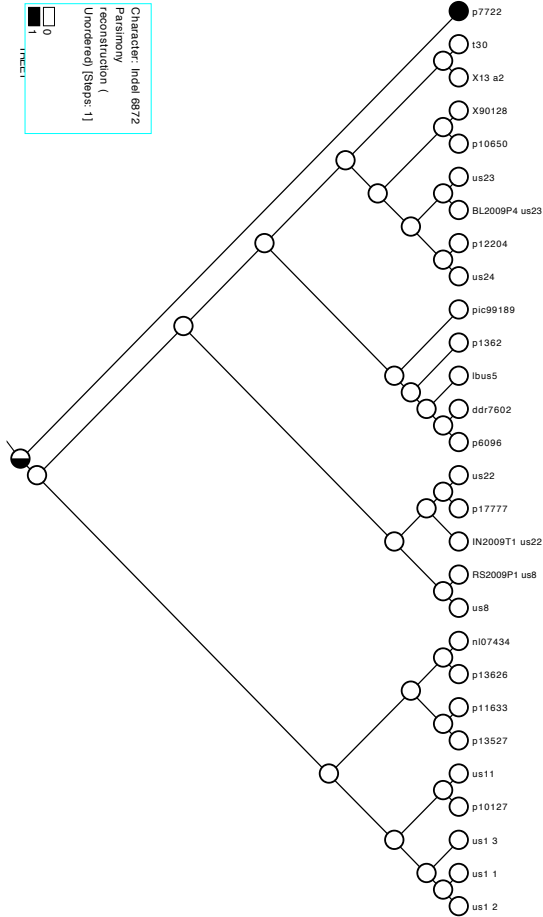 Character: Indel 6872
Parsimony
reconstruction (
Unordered) [Steps: 1]
0
1
p7722
t30
X13 a2
X90128
p10650
us23
BL2009P4 us23
p12204
us24
pic99189
p1362
lbus5
ddr7602
p6096
us22
p17777
IN2009T1 us22
RS2009P1 us8
us8
nl07434
p13626
p11633
p13527
us11
p10127
us1 3
us1 1
us1 2